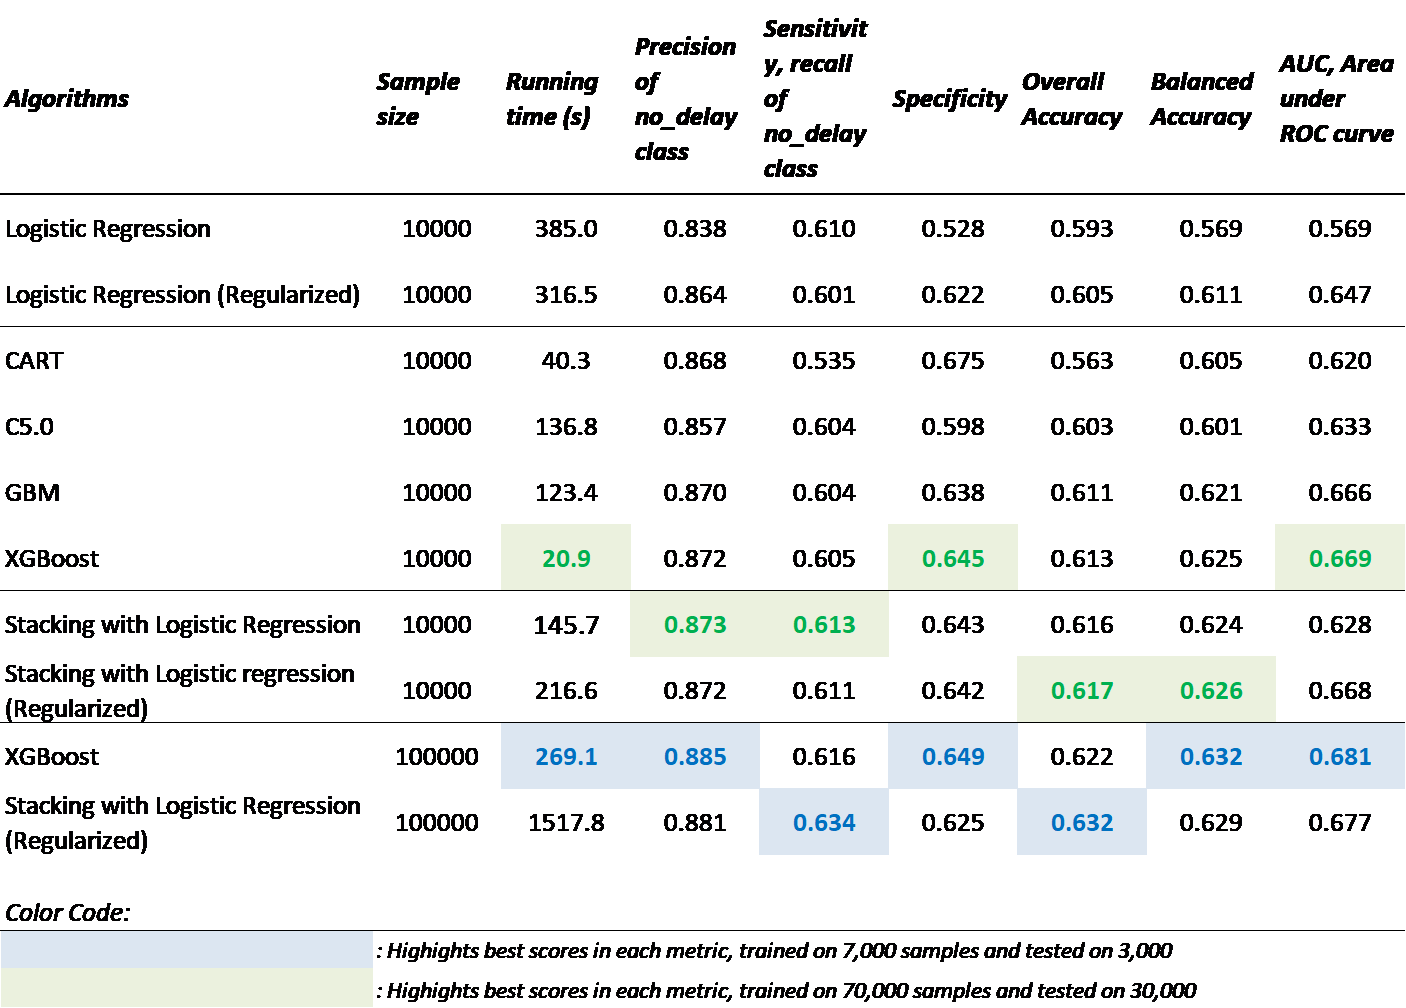 Algorithms Sample size Running time (s) Precision of no_delay class Sensitivity, recall of no_delay class Specificity Overall Accuracy Balanced Accuracy AUC, Area under ROC curve
Logistic Regression 10000 385.0 0.838 0.610 0.528 0.593 0.569 0.569
Logistic Regression (Regularized) 10000 316.5 0.864 0.601 0.622 0.605 0.611 0.647
CART 10000 40.3 0.868 0.535 0.675 0.563 0.605 0.620
C5.0 10000 136.8 0.857 0.604 0.598 0.603 0.601 0.633
GBM 10000 123.4 0.870 0.604 0.638 0.611 0.621 0.666
XGBoost 10000 20.9 0.872 0.605 0.645 0.613 0.625 0.669
Stacking with Logistic Regression 10000 145.7 0.873 0.613 0.643 0.616 0.624 0.628
Stacking with Logistic regression (Regularized) 10000 216.6 0.872 0.611 0.642 0.617 0.626 0.668
XGBoost 100000 269.1 0.885 0.616 0.649 0.622 0.632 0.681
Stacking with Logistic Regression (Regularized) 100000 1517.8 0.881 0.634 0.625 0.632 0.629 0.677
Color Code:
: Highights best scores in each metric, trained on 7,000 samples and tested on 3,000
: Highights best scores in each metric, trained on 70,000 samples and tested on 30,000